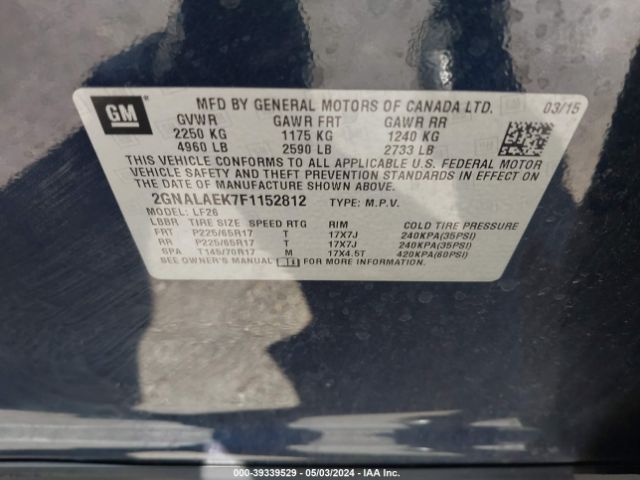 GM
MFD BY GENERAL MOTORS OF CANADA LTD. 03/15
GVWR GAWR FRT GAWR RR
2250 KG 1175 KG 1240 KG
4960 LB 2590 LB 2733 LB
THIS VEHICLE CONFORMS TO ALL APPLICABLE U.S. FEDERAL MOTOR
VEHICLE SAFETY, BUMPER, AND THEFT PREVENTION STANDARDS IN
EFFECT ON THE DATE OF MANUFACTURE SHOWN ABOVE.
2GNALAEK7F1152812 TYPE: M.P.V.
MODEL: LF26
LBBR TIRE SIZE SPEED RTG RIM COLD TIRE PRESSURE
FRT P225/65R17 T 17X7J 240KPA(35PSI)
RR P225/65R17 T 17X7J 240KPA(35PSI)
SPA T145/70R17 M 17X4.5T 420KPA(60PSI)
SEE OWNER'S MANUAL FOR MORE INFORMATION.
000-39339529 - 05/03/2024 - IAA Inc.